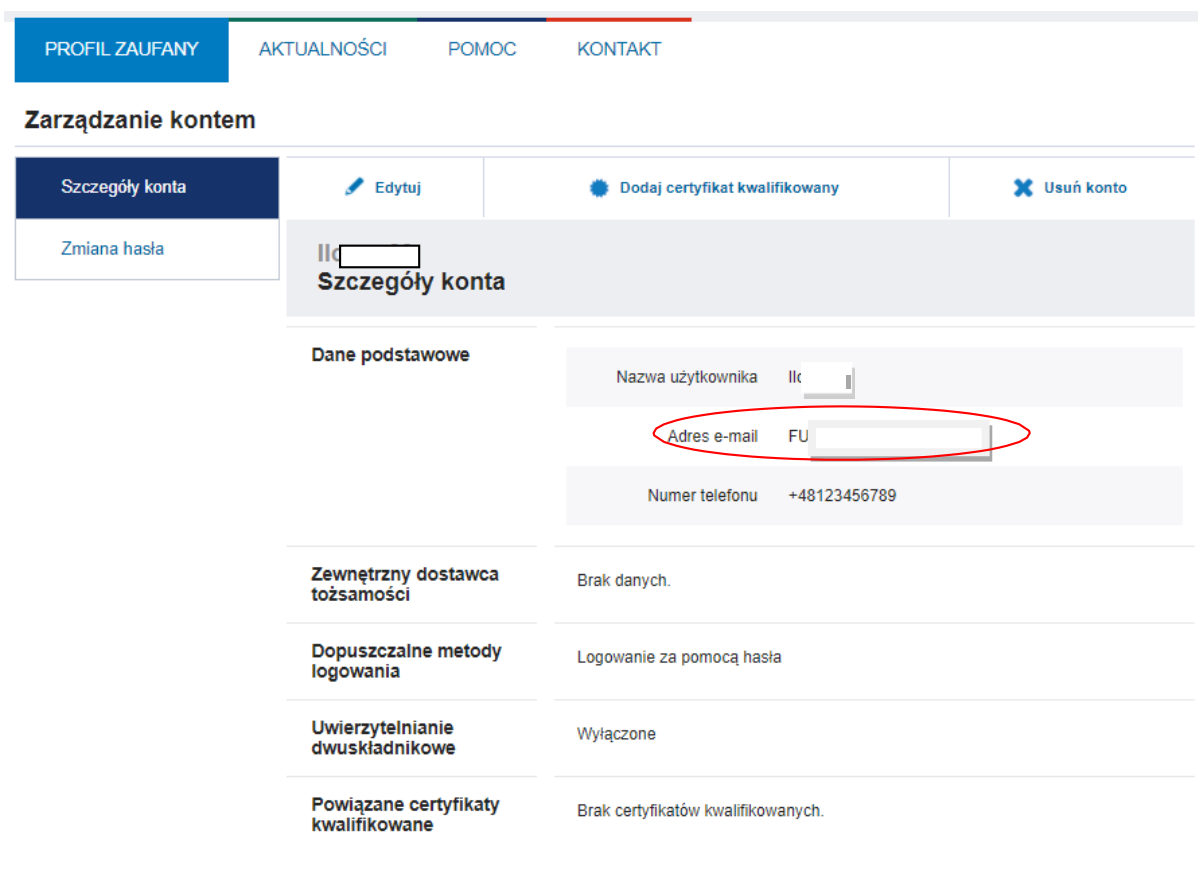 PROFIL ZAUFANY AKTUALNOŚCI POMOC KONTAKT
Zarządzanie kontem
Szczegóły konta Edytuj Dodaj certyfikat kwalifikowany Usuń konto
Zmiana hasła
Szczegóły konta
Dane podstawowe
Nazwa użytkownika
Adres e-mail FU
Numer telefonu +48123456789
Zewnętrzny dostawca
tożsamości
Brak danych.
Dopuszczalne metody
logowania
Logowanie za pomocą hasła
Uwierzytelnianie
dwuskładnikowe
Wyłączone
Powiązane certyfikaty
kwalifikowane
Brak certyfikatów kwalifikowanych.